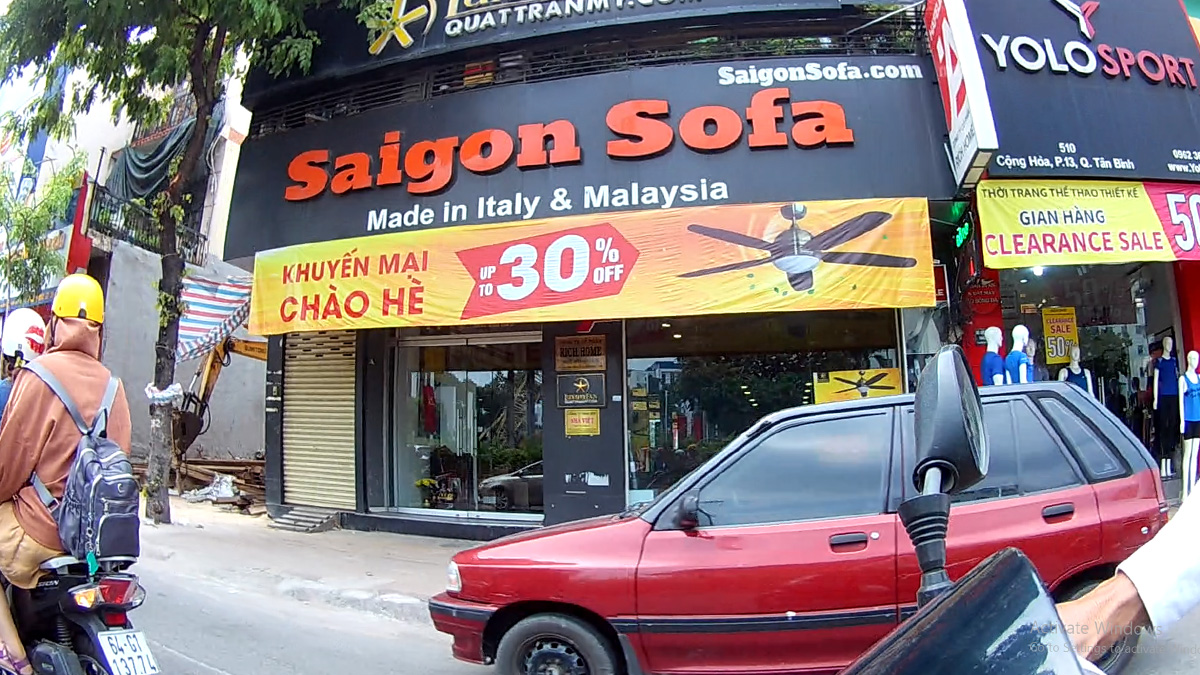 QUATTRANMY.COM
SaigonSofa.com
Saigon Sofa
Made in Italy & Malaysia
KHUYẾN MẠI
CHÀO HÈ
UP TO 30% OFF
RICH HOME
YOLO SPORT
510
Cộng Hòa, P.13, Q. Tân Bình
THỜI TRANG THỂ THAO THIẾT KẾ
GIAN HÀNG
CLEARANCE SALE
CLEARANCE
SALE
50%
64-G1
137.74
Activate Windows